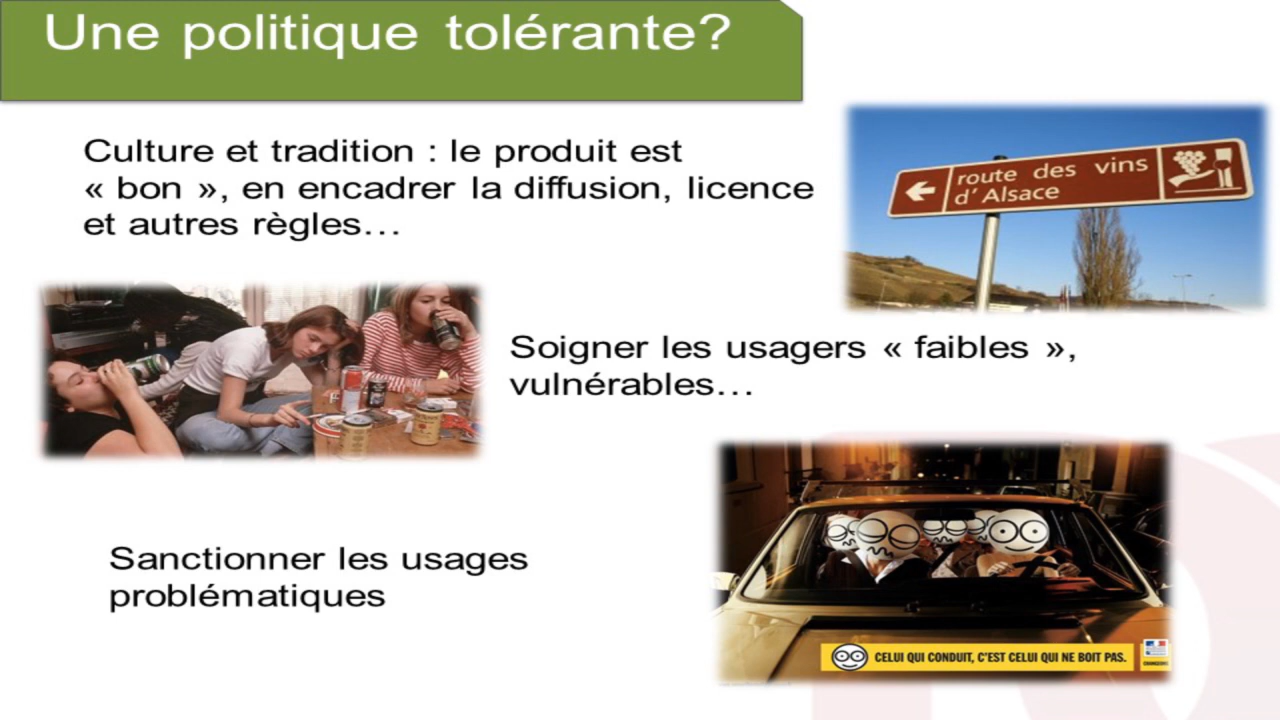 Une politique tolérante?
Culture et tradition : le produit est
« bon », en encadrer la diffusion, licence
et autres règles…
route des vins
d'Alsace
Soigner les usagers « faibles »,
vulnérables…
Sanctionner les usages
problématiques
CELUI QUI CONDUIT, C'EST CELUI QUI NE BOIT PAS.